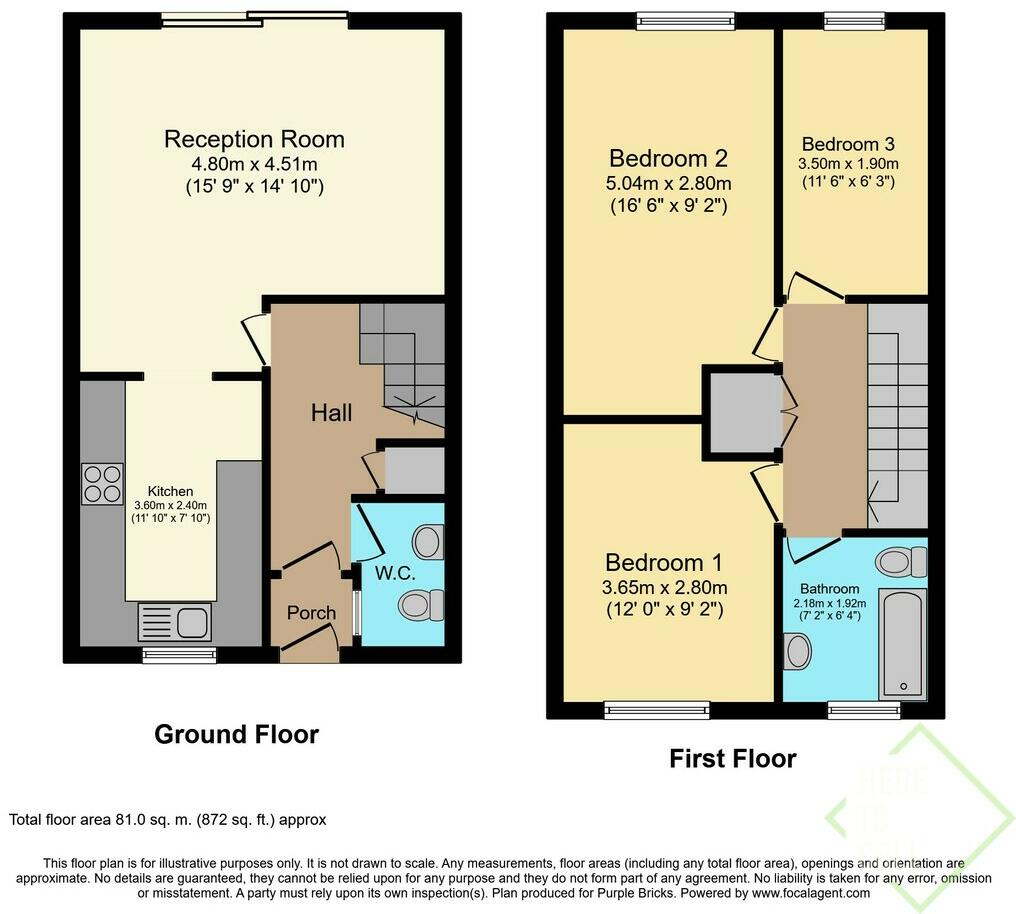 Reception Room
4.80m x 4.51m
(15' 9" x 14' 10")
Hall
Kitchen
3.60m x 2.40m
(11' 10" x 7' 10")
W.C.
Porch
Ground Floor
Bedroom 2
5.04m x 2.80m
(16' 6" x 9' 2")
Bedroom 3
3.50m x 1.90m
(11' 6" x 6' 3")
Bedroom 1
3.65m x 2.80m
(12' 0" x 9' 2")
Bathroom
2.18m x 1.92m
(7' 2" x 6' 4")
First Floor
HERE
TO
SELL
Total floor area 81.0 sq. m. (872 sq. ft.) approx
This floor plan is for illustrative purposes only. It is not drawn to scale. Any measurements, floor areas (including any total floor area), openings and orientation are
approximate. No details are guaranteed, they cannot be relied upon for any purpose and they do not form part of any agreement. No liability is taken for any error, omission
or misstatement. A party must rely upon its own inspection(s). Plan produced for Purple Bricks. Powered by www.focalagent.com